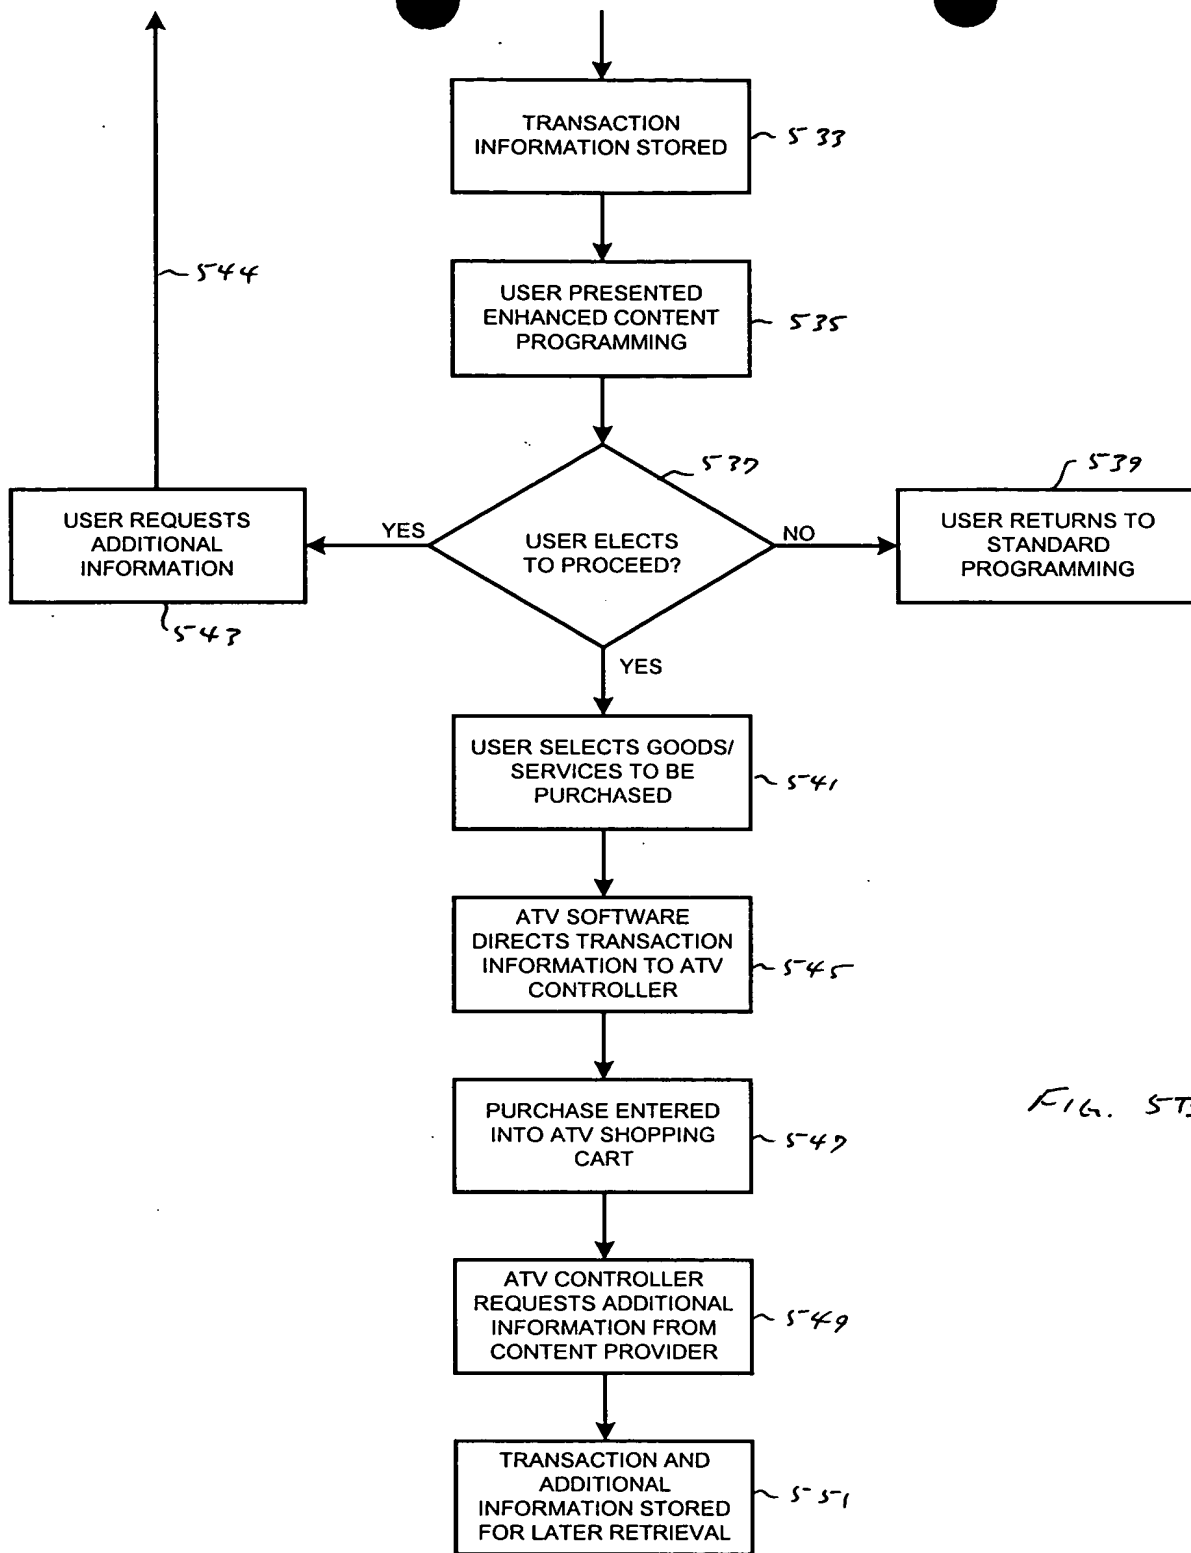 TRANSACTION
INFORMATION STORED
533
USER PRESENTED
ENHANCED CONTENT
PROGRAMMING
535
544
537
539
USER REQUESTS
ADDITIONAL
INFORMATION
543
YES
USER ELECTS
TO PROCEED?
NO
USER RETURNS TO
STANDARD
PROGRAMMING
YES
USER SELECTS GOODS/
SERVICES TO BE
PURCHASED
541
ATV SOFTWARE
DIRECTS TRANSACTION
INFORMATION TO ATV
CONTROLLER
545
PURCHASE ENTERED
INTO ATV SHOPPING
CART
547
FIG.
ATV CONTROLLER
REQUESTS ADDITIONAL
INFORMATION FROM
CONTENT PROVIDER
549
TRANSACTION AND
ADDITIONAL
INFORMATION STORED
FOR LATER RETRIEVAL
551